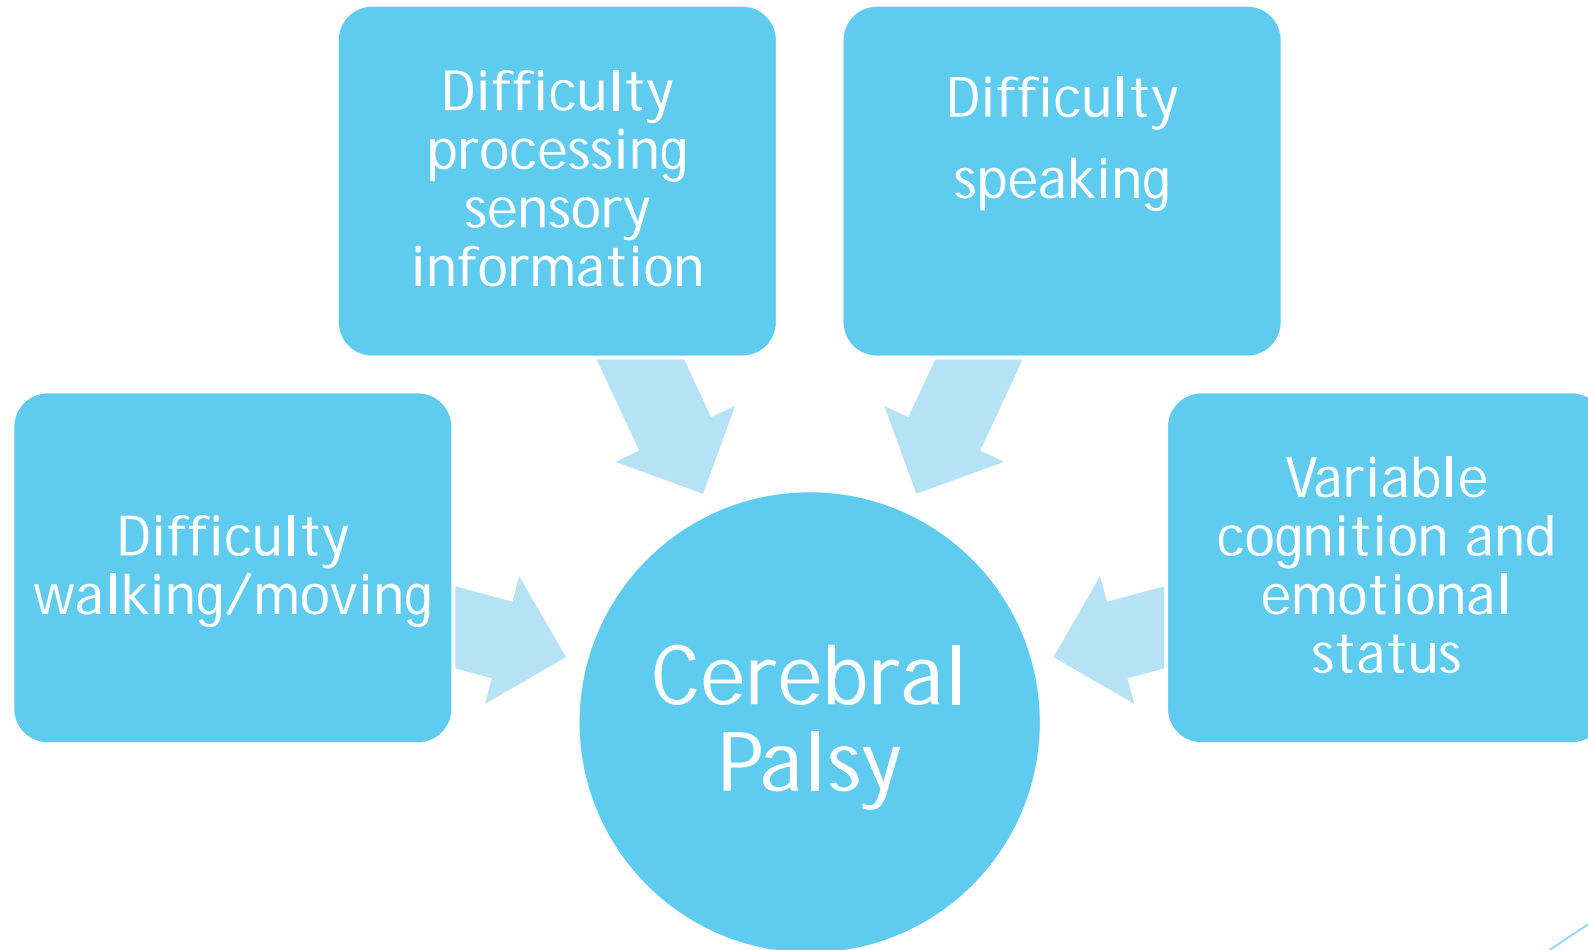 Difficulty
processing
sensory
information
Difficulty
speaking
Difficulty
walking/moving
Variable
cognition and
emotional
status
Cerebral
Palsy